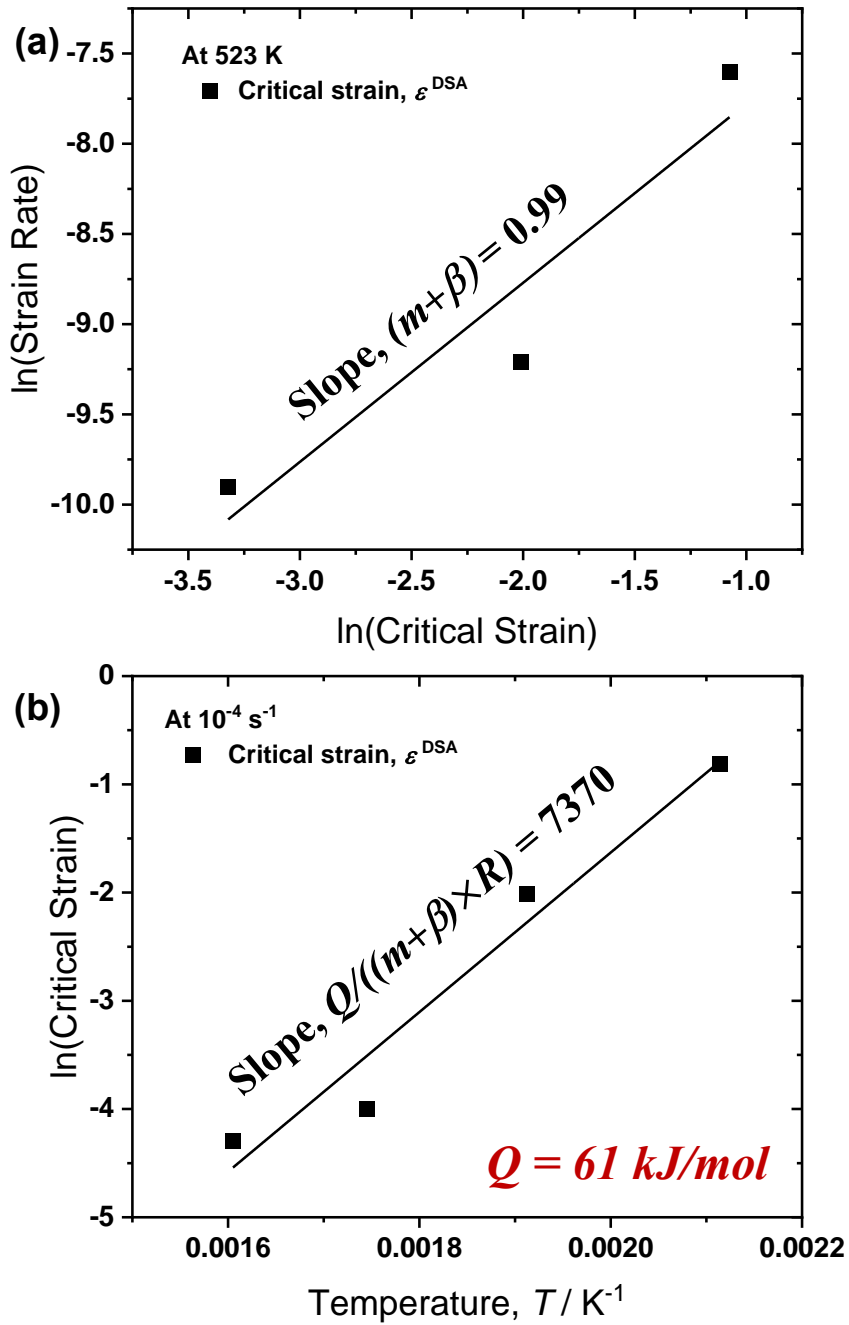 (a)
At 523 K
Critical strain, ε^DSA
Slope, (m+β) = 0.99
ln(Strain Rate)
-7.5
-8.0
-8.5
-9.0
-9.5
-10.0
-3.5 -3.0 -2.5 -2.0 -1.5 -1.0
ln(Critical Strain)
(b)
At 10⁻⁴ s⁻¹
Critical strain, ε^DSA
Slope, Q/((m+β)×R) = 7370
Q = 61 kJ/mol
ln(Critical Strain)
0
-1
-2
-3
-4
-5
0.0016 0.0018 0.0020 0.0022
Temperature, T / K⁻¹